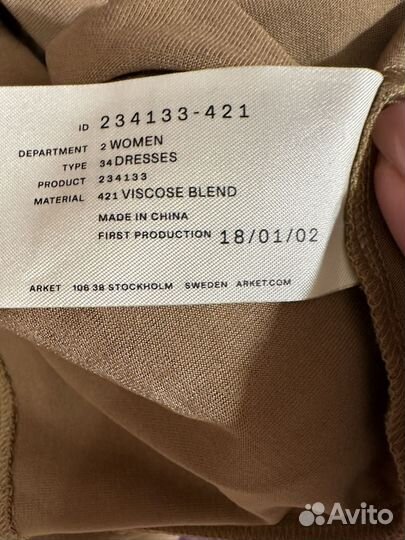 ID 234133-421
DEPARTMENT 2 WOMEN
TYPE 34 DRESSES
PRODUCT 234133
MATERIAL 421 VISCOSE BLEND
MADE IN CHINA
FIRST PRODUCTION 18/01/02
ARKET 106 38 STOCKHOLM SWEDEN ARKET.COM
Avito